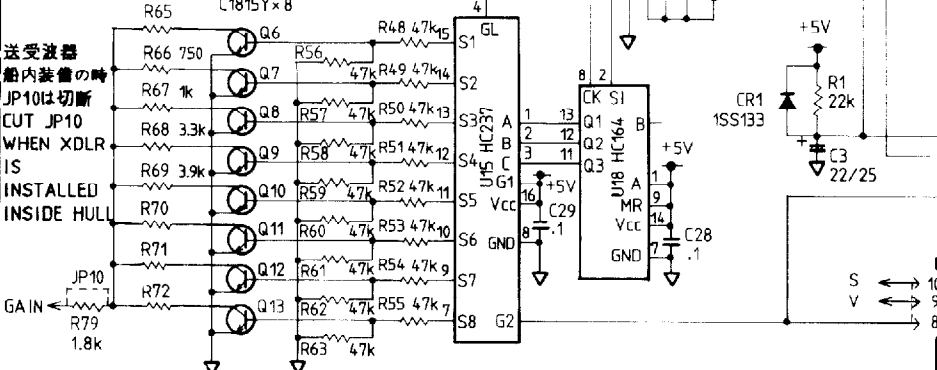 C1815Y×8
R65
Q6
R48 47k 15 S1
4
GL
送受波器
船内装備の時
JP10は切断
CUT JP10
WHEN XDLR
IS
INSTALLED
INSIDE HULL
R66 750
R56
47k
Q7
R49 47k 14 S2
R67 1k
R57 47k
Q8
R50 47k 13 S3
R68 3.3k
R58 47k
Q9
R51 47k 12 S4
R69 3.9k
R59 47k
Q10
R52 47k 11 S5
R70
R60 47k
Q11
R53 47k 10 S6
R71
R61 47k
Q12
R54 47k 9 S7
R72
R62 47k
Q13
R55 47k 7 S8
R63 47k
JP10
GAIN
R79
1.8k
U15 HC237
A 1
B 2
C 3
G1
Vcc 16
GND 8
G2
+5V
C29
.1
8 2
CK SI
13 Q1
12 Q2
11 Q3
U18 HC164
B
A 1
MR 9
Vcc 14
GND 7
+5V
C28
.1
+5V
CR1
1SS133
R1
22k
+
C3
22/25
S 10
V 9
8